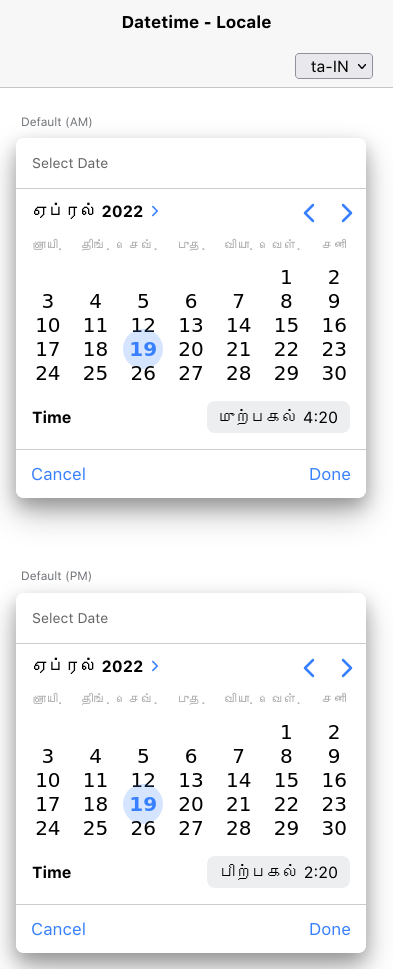 Datetime - Locale
ta-IN
Default (AM)
Select Date
ஏப்ரல் 2022
ஞாயி. திங். செவ். புத. வியா. வெள். சனி
1 2
3 4 5 6 7 8 9
10 11 12 13 14 15 16
17 18 19 20 21 22 23
24 25 26 27 28 29 30
Time முற்பகல் 4:20
Cancel Done
Default (PM)
Select Date
ஏப்ரல் 2022
ஞாயி. திங். செவ். புத. வியா. வெள். சனி
1 2
3 4 5 6 7 8 9
10 11 12 13 14 15 16
17 18 19 20 21 22 23
24 25 26 27 28 29 30
Time பிற்பகல் 2:20
Cancel Done